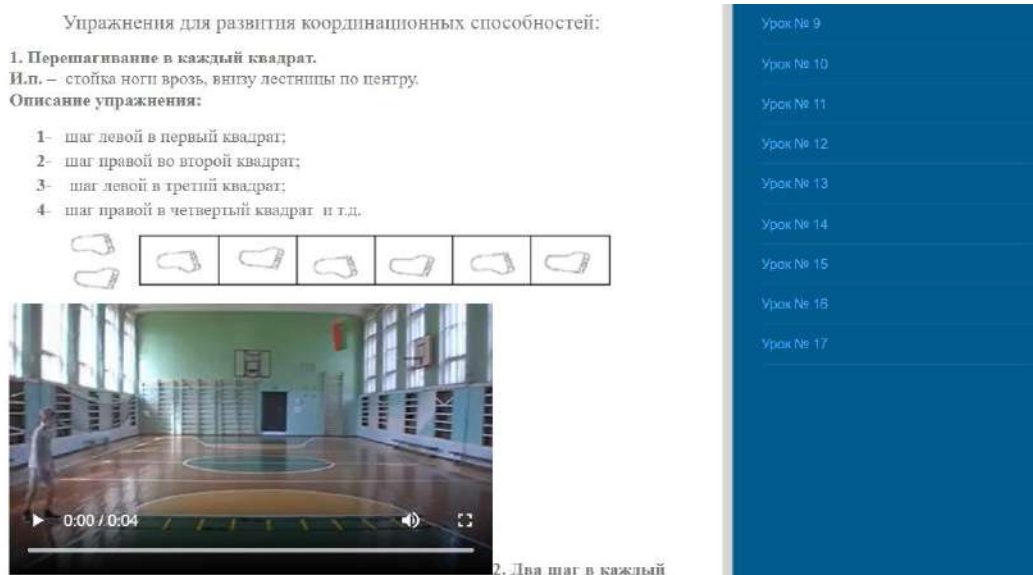 Упражнения для развития координационных способностей:
1. Перешагивание в каждый квадрат.
И.п. – стойка ноги врозь, внизу лестницы по центру.
Описание упражнения:
1- шаг левой в первый квадрат;
2- шаг правой во второй квадрат;
3- шаг левой в третий квадрат;
4- шаг правой в четвертый квадрат и т.д.
0:00 / 0:04
2. Два шаг в каждый
Урок № 9
Урок № 10
Урок № 11
Урок № 12
Урок № 13
Урок № 14
Урок № 15
Урок № 16
Урок № 17